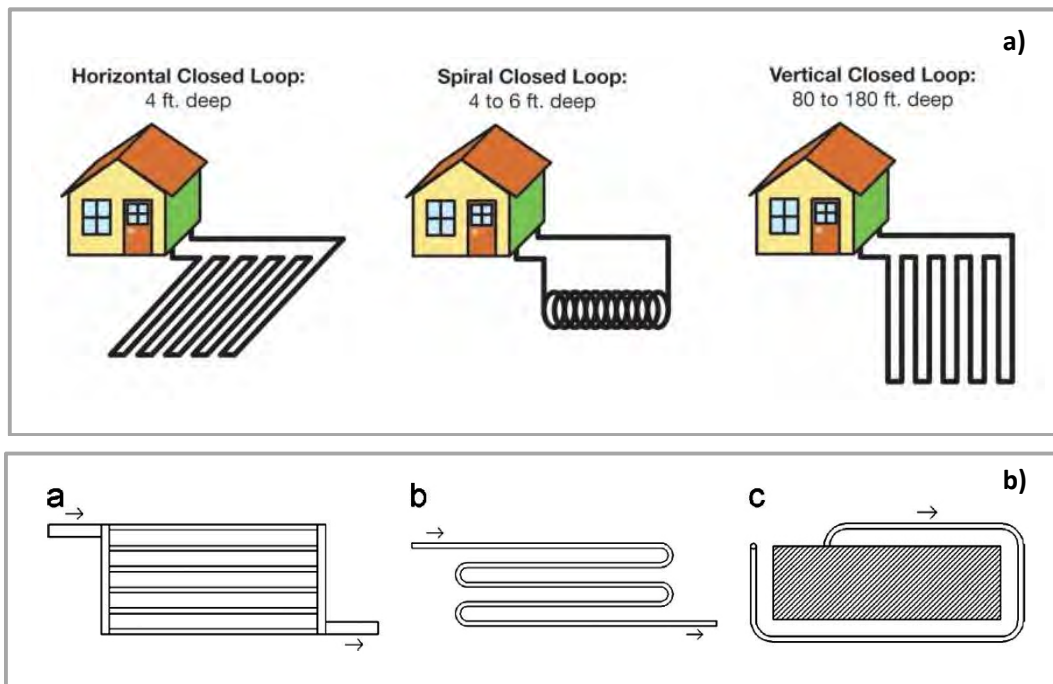 a)
Horizontal Closed Loop:
4 ft. deep
Spiral Closed Loop:
4 to 6 ft. deep
Vertical Closed Loop:
80 to 180 ft. deep
b)
a
b
c